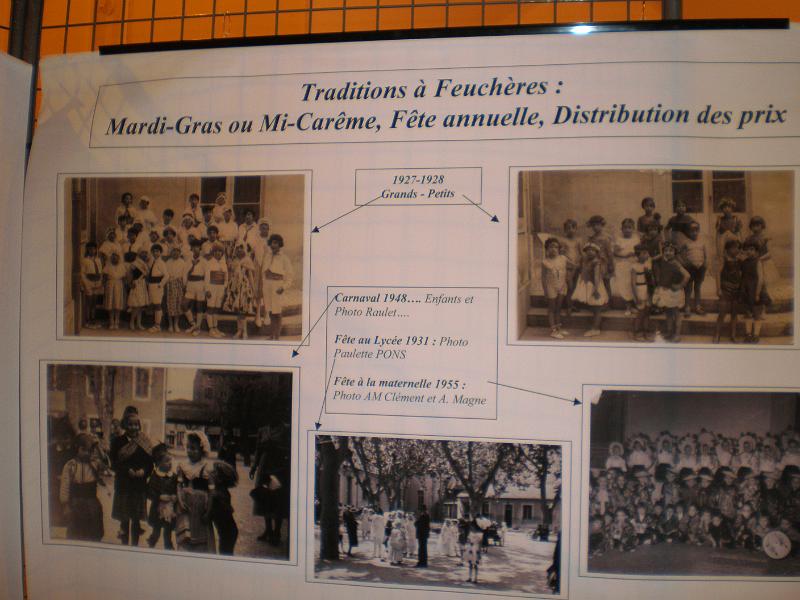 Traditions à Feuchères :
Mardi-Gras ou Mi-Carême, Fête annuelle, Distribution des prix
1927-1928
Grands - Petits
Carnaval 1948…. Enfants et
Photo Raulet….
Fête au Lycée 1931 : Photo
Paulette PONS
Fête à la maternelle 1955 :
Photo AM Clément et A. Magne